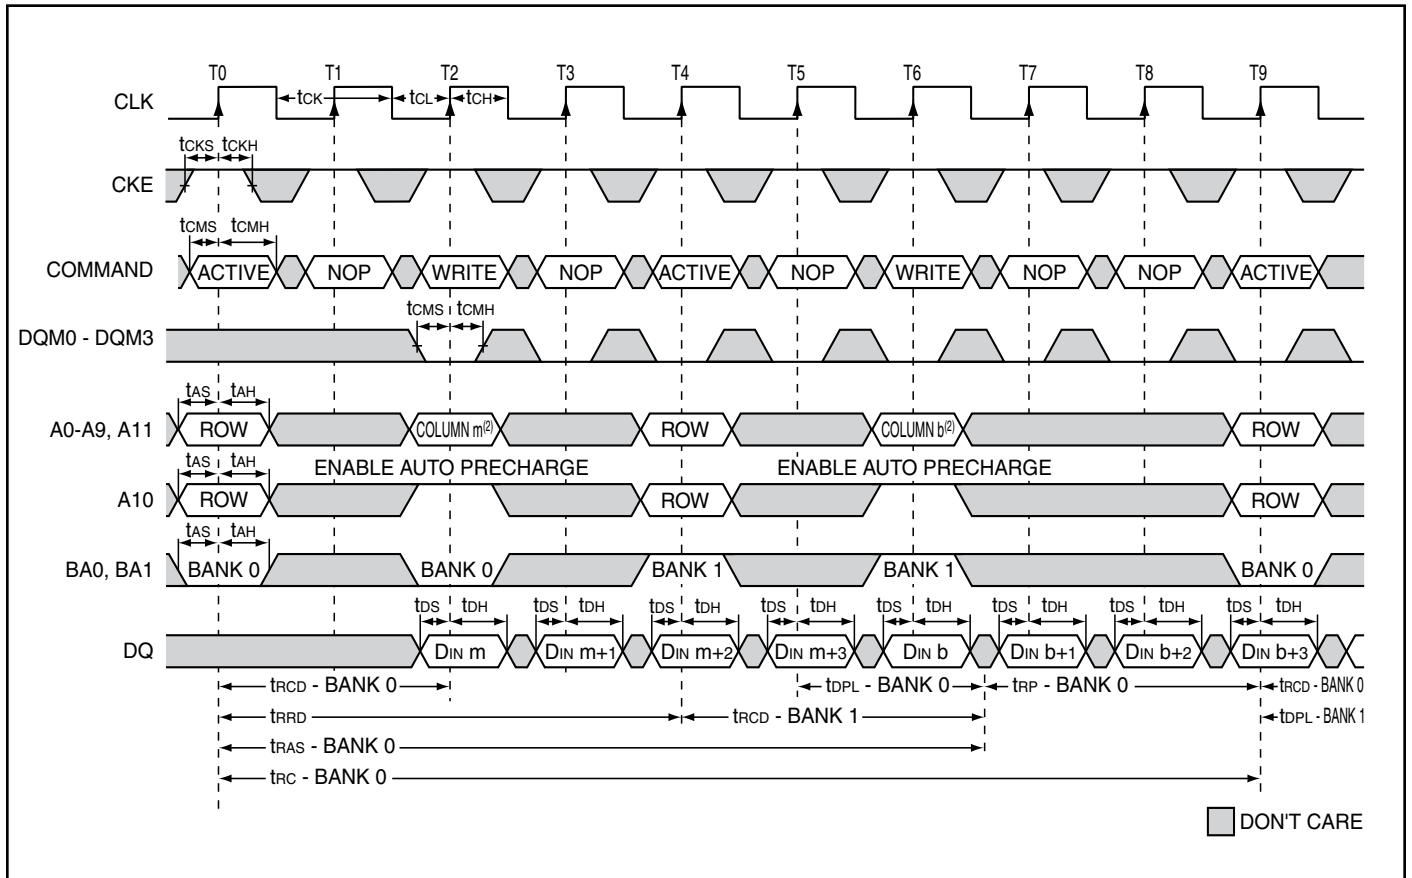 T0 T1 T2 T3 T4 T5 T6 T7 T8 T9
CLK tCK tCL tCH
tCKS tCKH
CKE
tCMS tCMH
COMMAND ACTIVE NOP WRITE NOP ACTIVE NOP WRITE NOP NOP ACTIVE
tCMS tCMH
DQM0 - DQM3
tAS tAH
A0-A9, A11 ROW COLUMN m(2) ROW COLUMN b(2) ROW
tAS tAH ENABLE AUTO PRECHARGE ENABLE AUTO PRECHARGE
A10 ROW ROW ROW
tAS tAH
BA0, BA1 BANK 0 BANK 0 BANK 1 BANK 1 BANK 0
tDS tDH tDS tDH tDS tDH tDS tDH tDS tDH tDS tDH tDS tDH tDS tDH
DQ DIN m DIN m+1 DIN m+2 DIN m+3 DIN b DIN b+1 DIN b+2 DIN b+3
tRCD - BANK 0 tDPL - BANK 0 tRP - BANK 0 tRCD - BANK 0
tRRD tRCD - BANK 1 tDPL - BANK 1
tRAS - BANK 0
tRC - BANK 0
DON'T CARE